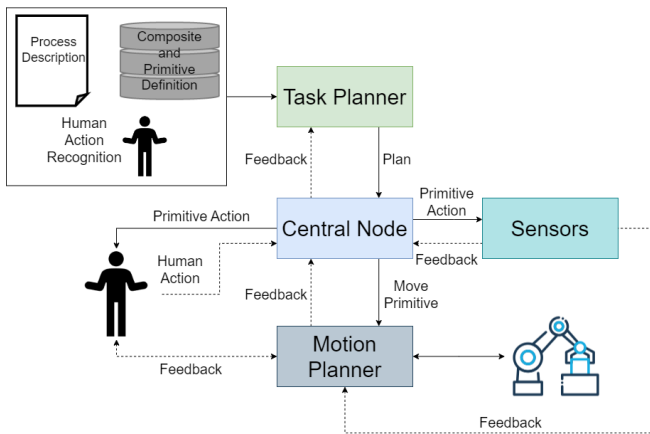 Process
Description
Composite
and
Primitive
Definition
Human
Action
Recognition
Task Planner
Feedback
Plan
Primitive Action
Central Node
Primitive
Action
Sensors
Feedback
Human
Action
Feedback
Move
Primitive
Motion
Planner
Feedback
Feedback